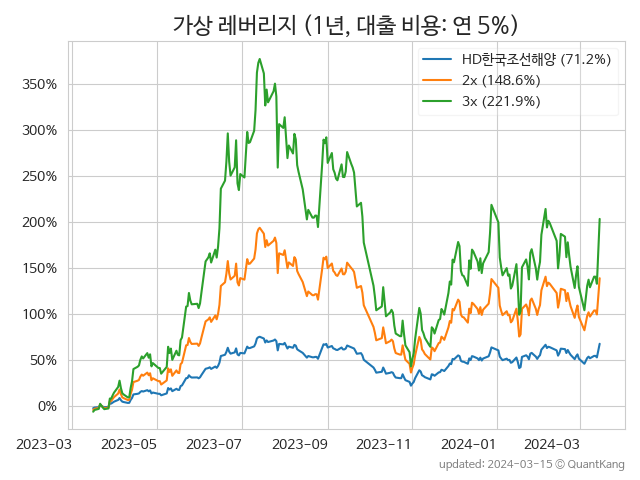 가상 레버리지 (1년, 대출 비용: 연 5%)
HD한국조선해양 (71.2%)
2x (148.6%)
3x (221.9%)
350%
300%
250%
200%
150%
100%
50%
0%
2023-03 2023-05 2023-07 2023-09 2023-11 2024-01 2024-03
updated: 2024-03-15 © QuantKang